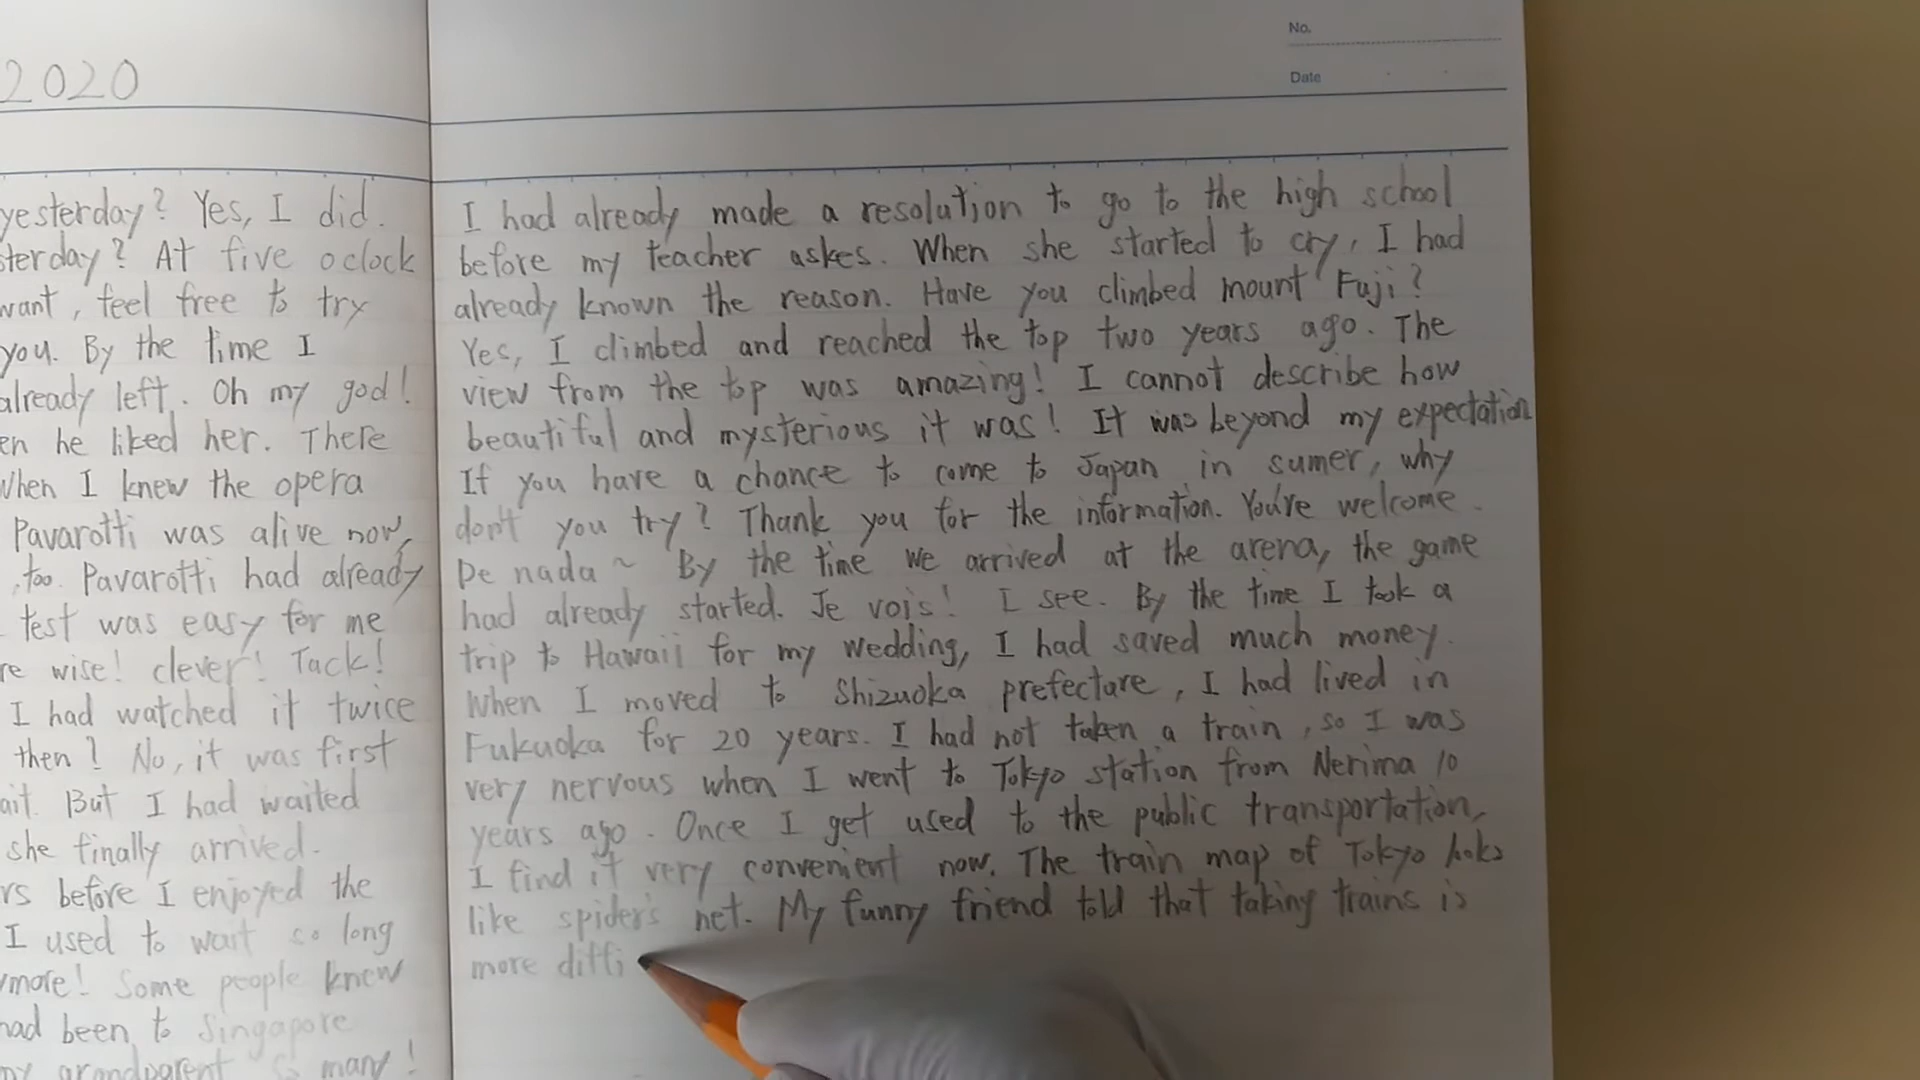 2020
yesterday? Yes, I did.
terday? At five oclock
want, feel free to try
you. By the time I
already left. Oh my god!
en he liked her. There
When I knew the opera
Pavarotti was alive now,
, too. Pavarotti had already
test was easy for me
re wise! clever! Tack!
I had watched it twice
then? No, it was first
ait. But I had waited
she finally arrived.
rs before I enjoyed the
I used to wait so long
ymore! Some people knew
had been to Singapore
my grandparent so many!
No.
Date
I had already made a resolution to go to the high school
before my teacher askes. When she started to cry, I had
already known the reason. Have you climbed mount Fuji?
Yes, I climbed and reached the top two years ago. The
view from the top was amazing! I cannot describe how
beautiful and mysterious it was! It was beyond my expectation
If you have a chance to come to Japan in sumer, why
don't you try? Thank you for the information. You're welcome.
De nada ~ By the time we arrived at the arena, the game
had already started. Je vois! I see. By the time I took a
trip to Hawaii for my wedding, I had saved much money.
When I moved to Shizuoka prefecture, I had lived in
Fukuoka for 20 years. I had not taken a train, so I was
very nervous when I went to Tokyo station from Nerima 10
years ago. Once I get used to the public transportation,
I find it very convenient now. The train map of Tokyo looks
like spider's net. My funny friend told that taking trains is
more diffi